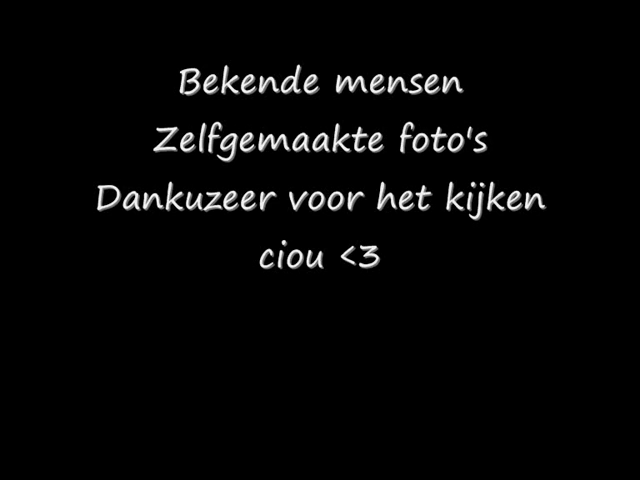 Bekende mensen
Zelfgemaakte foto's
Dankuzeer voor het kijken
ciou <3